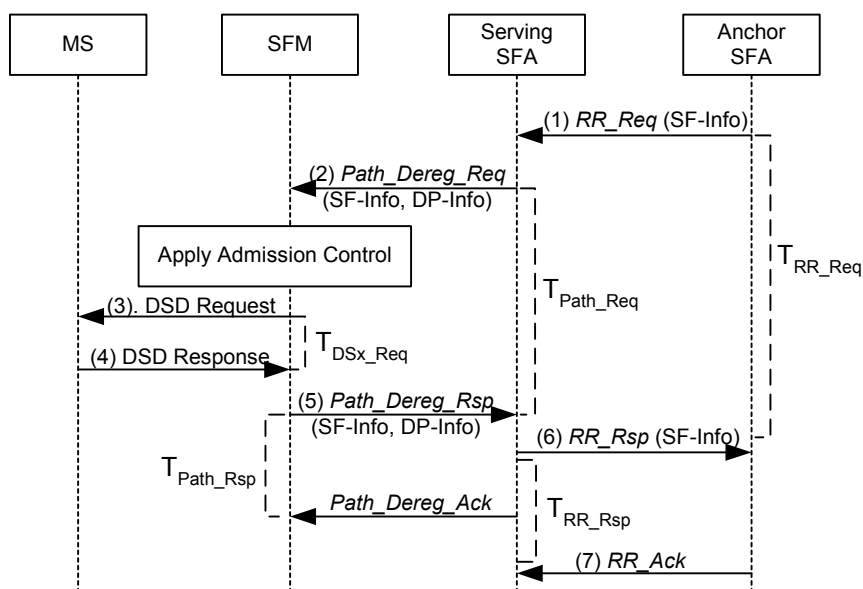 MS
SFM
Serving
SFA
Anchor
SFA
(1) RR_Req (SF-Info)
(2) Path_Dereg_Req
(SF-Info, DP-Info)
Apply Admission Control
T_RR_Req
T_Path_Req
(3). DSD Request
T_DSx_Req
(4) DSD Response
(5) Path_Dereg_Rsp
(SF-Info, DP-Info)
(6) RR_Rsp (SF-Info)
T_Path_Rsp
Path_Dereg_Ack
T_RR_Rsp
(7) RR_Ack